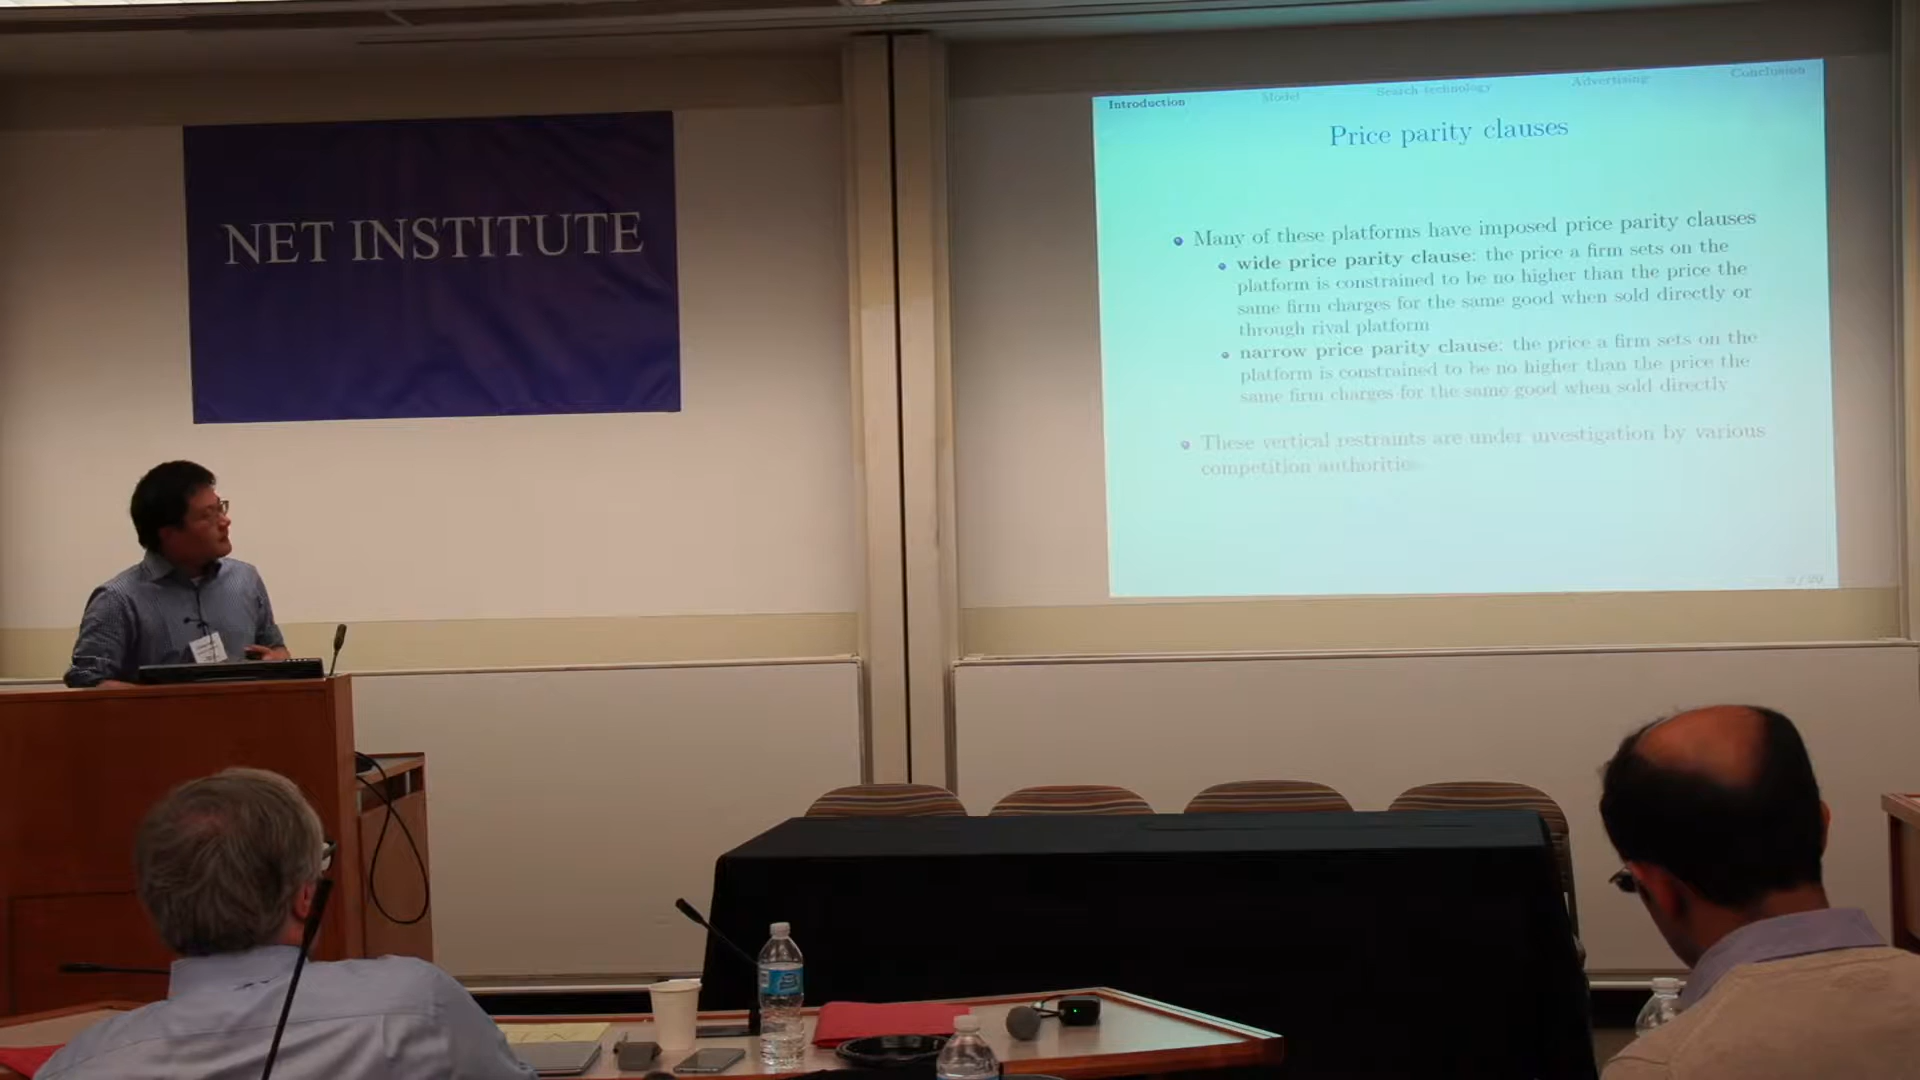 NET INSTITUTE
Introduction Model Search technology Advertising Conclusion
Price parity clauses
Many of these platforms have imposed price parity clauses
wide price parity clause: the price a firm sets on the
platform is constrained to be no higher than the price the
same firm charges for the same good when sold directly or
through rival platform
narrow price parity clause: the price a firm sets on the
platform is constrained to be no higher than the price the
same firm charges for the same good when sold directly
These vertical restraints are under investigation by various
competition authorities